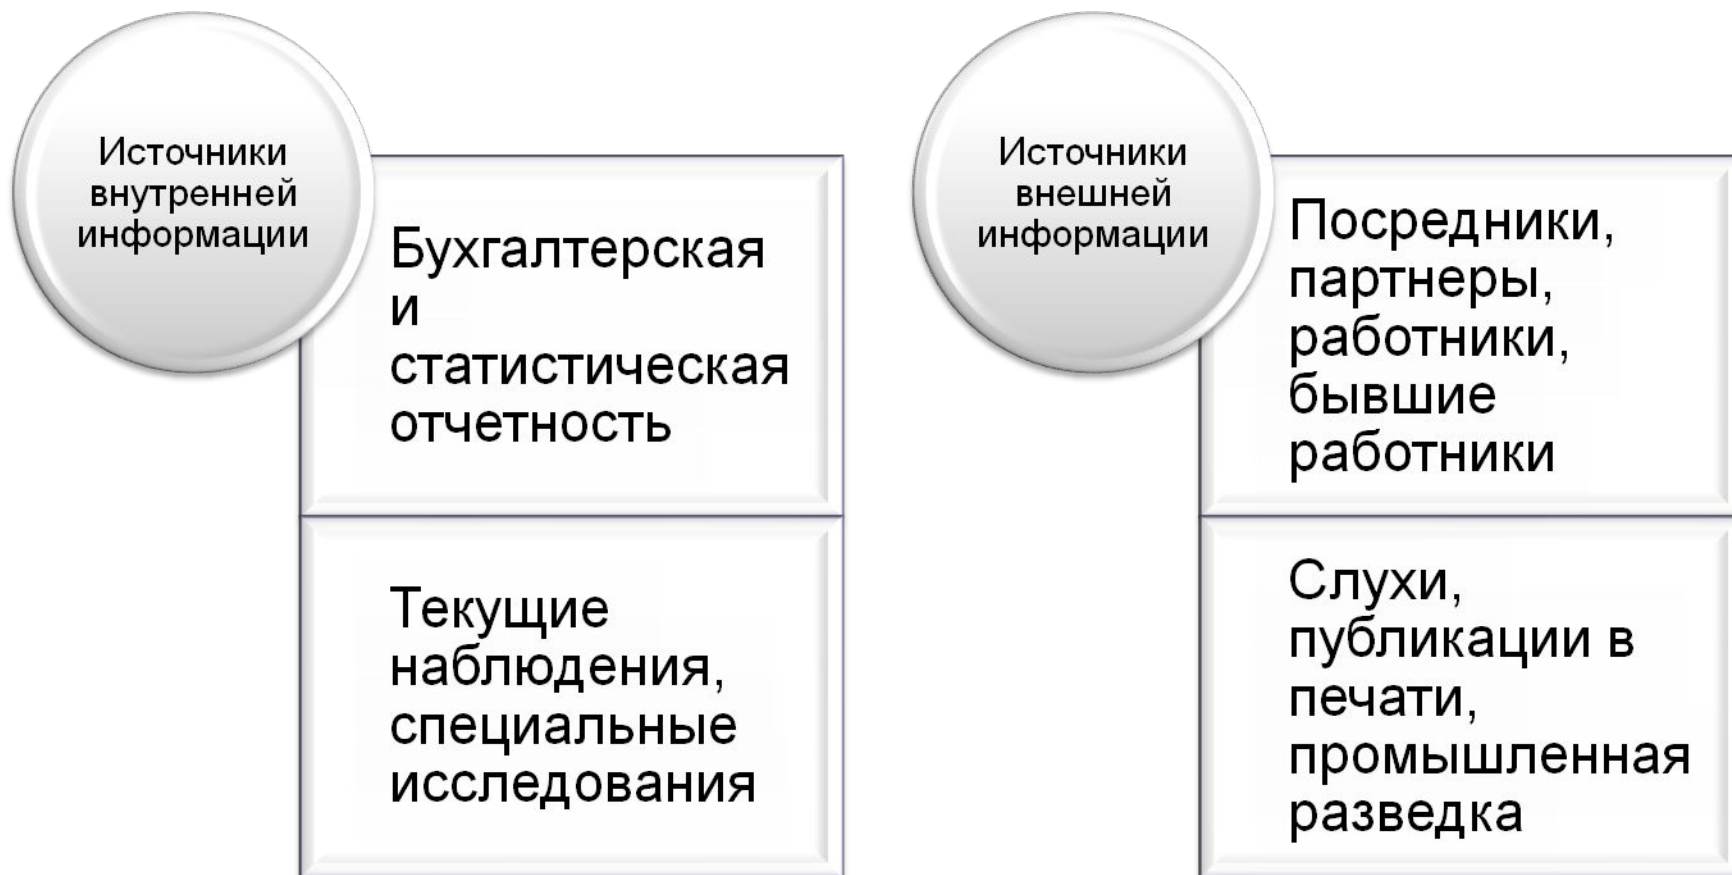 Источники
внутренней
информации
Бухгалтерская
и
статистическая
отчетность
Текущие
наблюдения,
специальные
исследования
Источники
внешней
информации
Посредники,
партнеры,
работники,
бывшие
работники
Слухи,
публикации в
печати,
промышленная
разведка